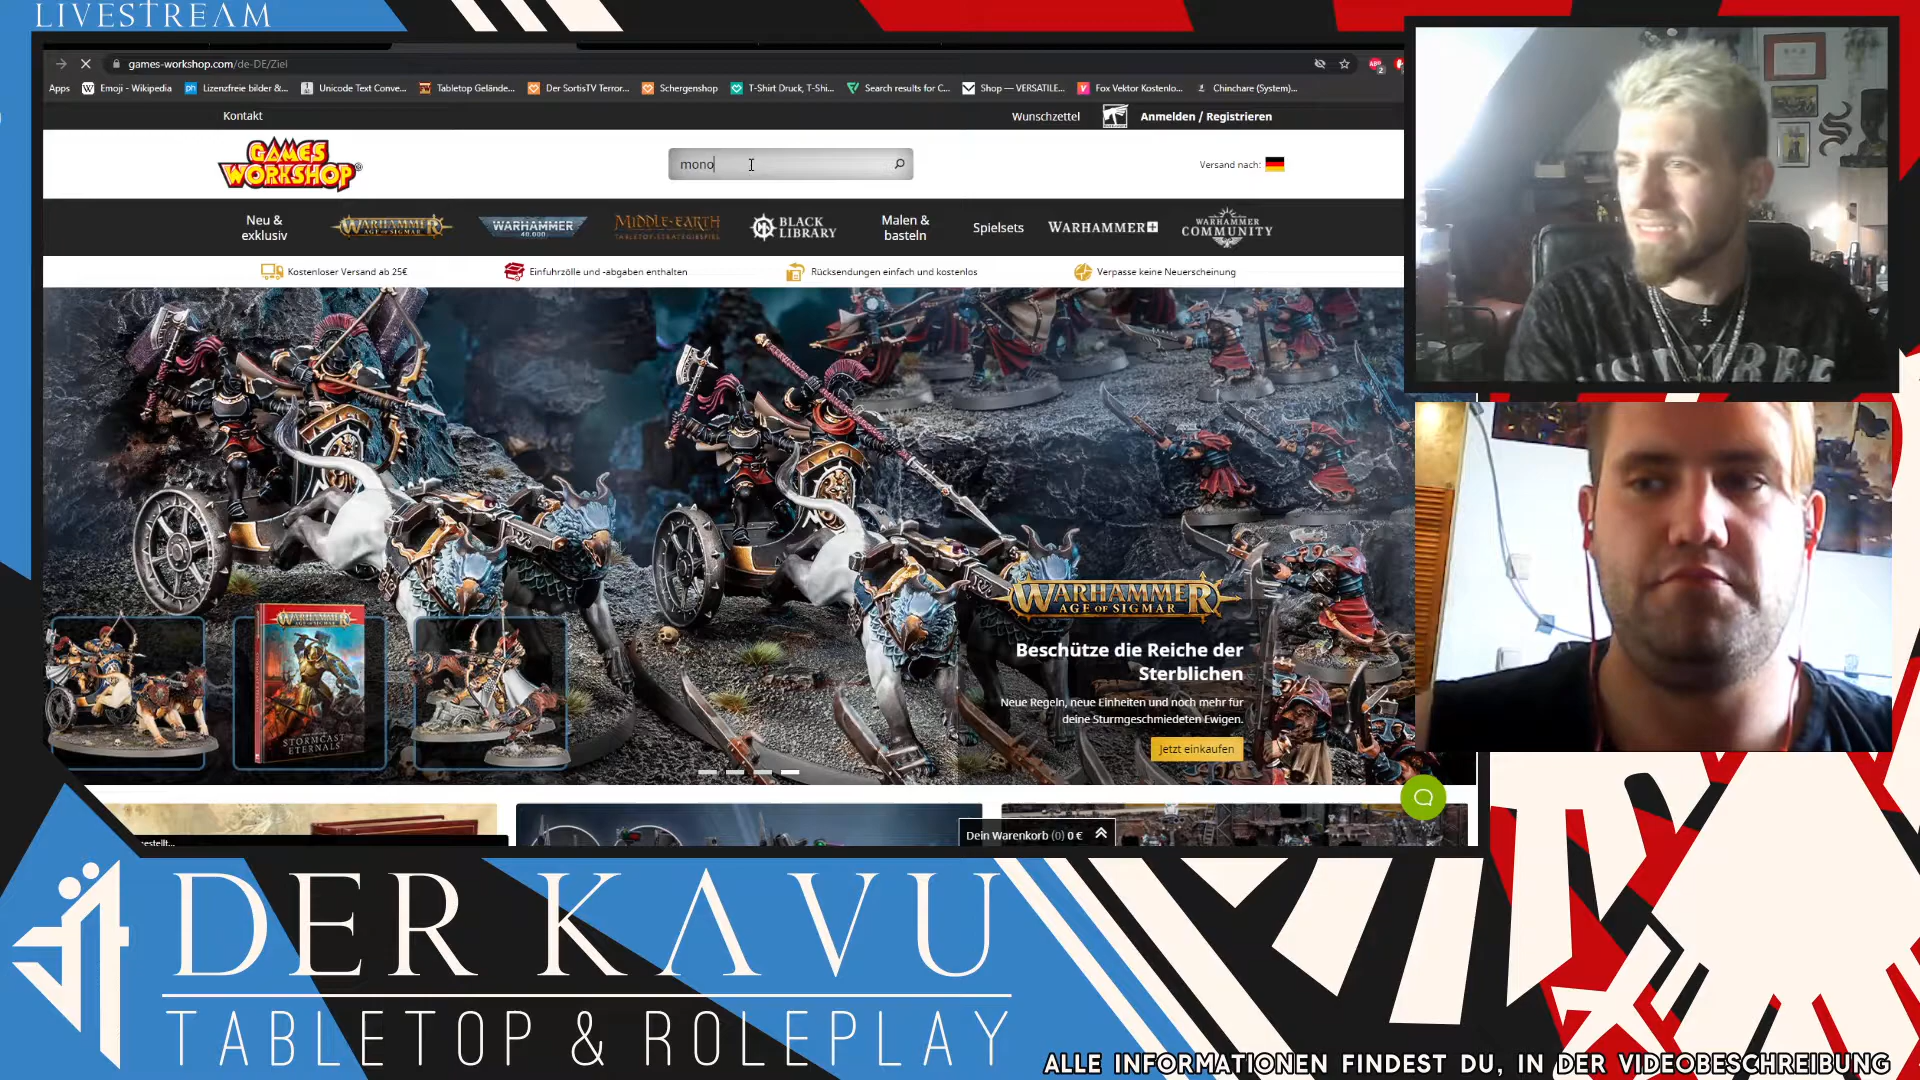 LIVESTREAM
games-workshop.com/de-DE/Ziel
Apps
Emoji - Wikipedia
Lizenzfreie bilder &...
Unicode Text Conve...
Tabletop Gelände...
Der SortisTV Terror...
Schergenshop
T-Shirt Druck, T-Shi...
Search results for C...
Shop — VERSATILE...
Fox Vektor Kostenlo...
Chinchare (System)...
Kontakt
Wunschzettel
Anmelden / Registrieren
GAMES
WORKSHOP
mono
Versand nach:
Neu &
exklusiv
WARHAMMER
AGE OF SIGMAR
WARHAMMER
40,000
MIDDLE-EARTH
TABLETOP-STRATEGIESPIEL
BLACK
LIBRARY
Malen &
basteln
Spielsets
WARHAMMER+
WARHAMMER
COMMUNITY
Kostenloser Versand ab 25€
Einfuhrzölle und -abgaben enthalten
Rücksendungen einfach und kostenlos
Verpasse keine Neuerscheinung
WARHAMMER
STORMCAST
ETERNALS
WARHAMMER
AGE OF SIGMAR
Beschütze die Reiche der
Sterblichen
Neue Regeln, neue Einheiten und noch mehr für
deine Sturmgeschmiedeten Ewigen.
Jetzt einkaufen
Dein Warenkorb (0) 0 €
DER KAVU
TABLETOP & ROLEPLAY
ALLE INFORMATIONEN FINDEST DU, IN DER VIDEOBESCHREIBUNG